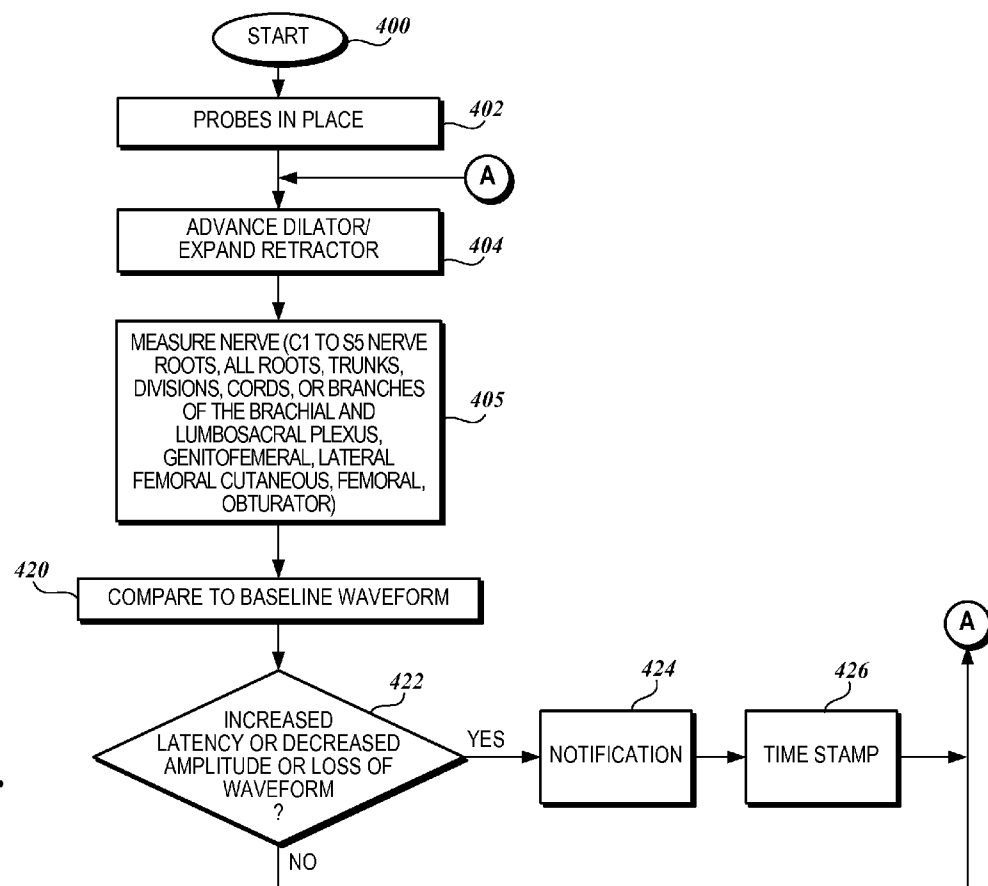 START
400
PROBES IN PLACE
402
A
ADVANCE DILATOR/
EXPAND RETRACTOR
404
MEASURE NERVE (C1 TO S5 NERVE
ROOTS, ALL ROOTS, TRUNKS,
DIVISIONS, CORDS, OR BRANCHES
OF THE BRACHIAL AND
LUMBOSACRAL PLEXUS,
GENITOFEMERAL, LATERAL
FEMORAL CUTANEOUS, FEMORAL,
OBTURATOR)
405
420
COMPARE TO BASELINE WAVEFORM
A
422
INCREASED
LATENCY OR DECREASED
AMPLITUDE OR LOSS OF
WAVEFORM
?
YES
424
NOTIFICATION
426
TIME STAMP
NO